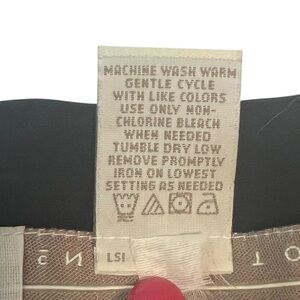 MACHINE WASH WARM
GENTLE CYCLE
WITH LIKE COLORS
USE ONLY NON-
CHLORINE BLEACH
WHEN NEEDED
TUMBLE DRY LOW
REMOVE PROMPTLY
IRON ON LOWEST
SETTING AS NEEDED
LSI